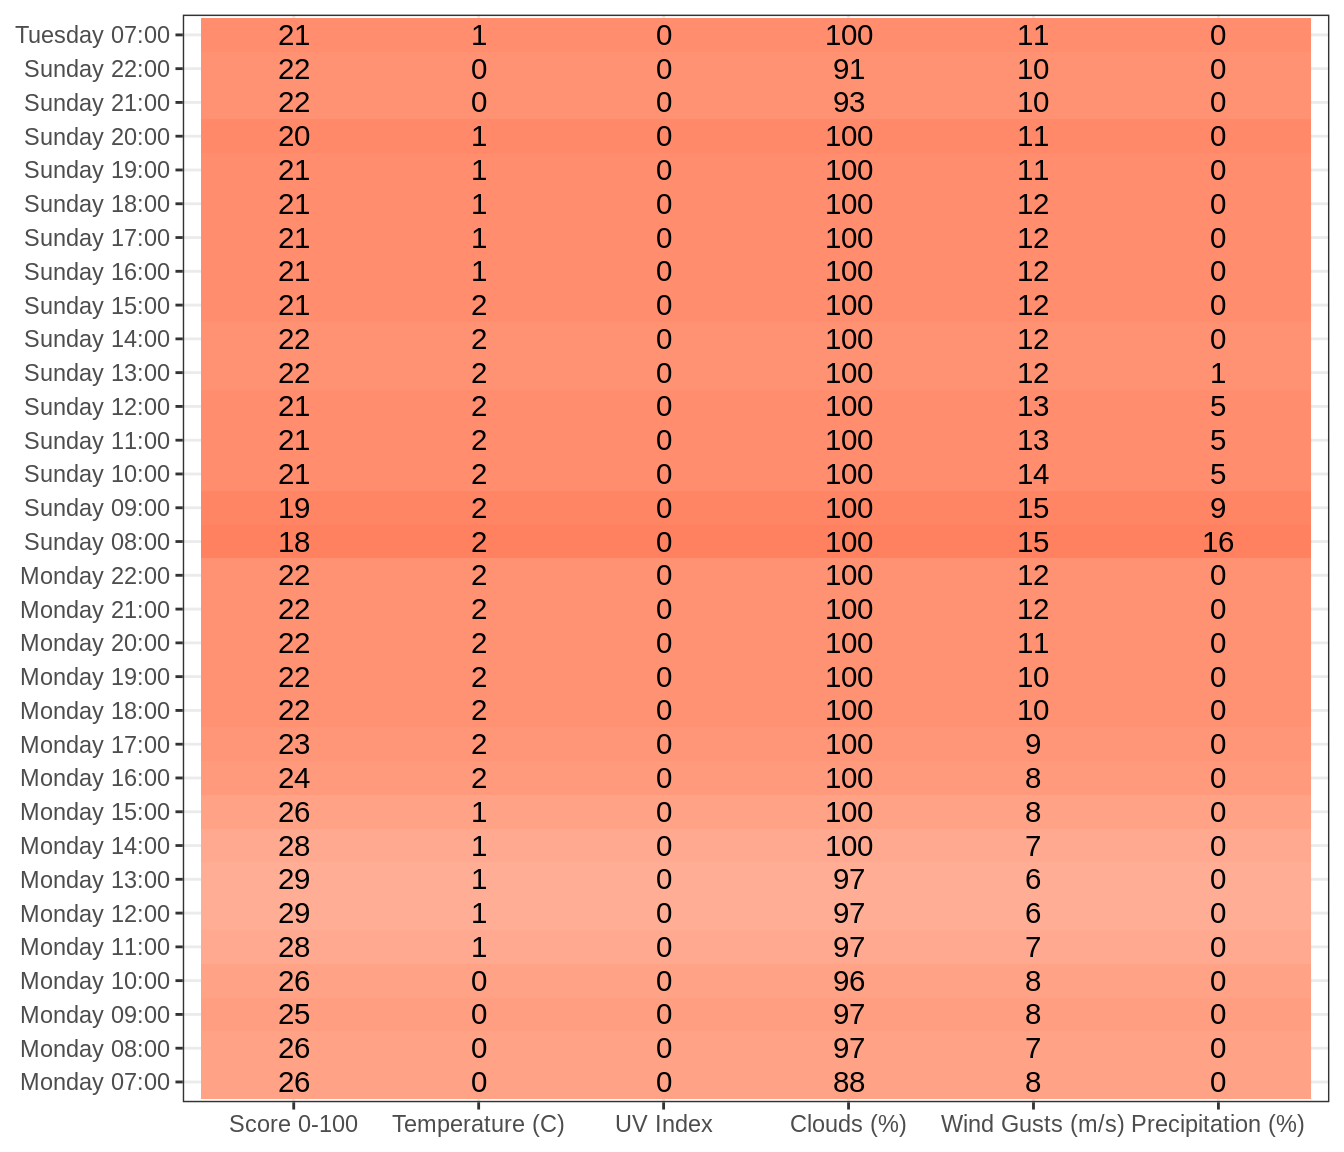 Tuesday 07:00 21 1 0 100 11 0
Sunday 22:00 22 0 0 91 10 0
Sunday 21:00 22 0 0 93 10 0
Sunday 20:00 20 1 0 100 11 0
Sunday 19:00 21 1 0 100 11 0
Sunday 18:00 21 1 0 100 12 0
Sunday 17:00 21 1 0 100 12 0
Sunday 16:00 21 1 0 100 12 0
Sunday 15:00 21 2 0 100 12 0
Sunday 14:00 22 2 0 100 12 0
Sunday 13:00 22 2 0 100 12 1
Sunday 12:00 21 2 0 100 13 5
Sunday 11:00 21 2 0 100 13 5
Sunday 10:00 21 2 0 100 14 5
Sunday 09:00 19 2 0 100 15 9
Sunday 08:00 18 2 0 100 15 16
Monday 22:00 22 2 0 100 12 0
Monday 21:00 22 2 0 100 12 0
Monday 20:00 22 2 0 100 11 0
Monday 19:00 22 2 0 100 10 0
Monday 18:00 22 2 0 100 10 0
Monday 17:00 23 2 0 100 9 0
Monday 16:00 24 2 0 100 8 0
Monday 15:00 26 1 0 100 8 0
Monday 14:00 28 1 0 100 7 0
Monday 13:00 29 1 0 97 6 0
Monday 12:00 29 1 0 97 6 0
Monday 11:00 28 1 0 97 7 0
Monday 10:00 26 0 0 96 8 0
Monday 09:00 25 0 0 97 8 0
Monday 08:00 26 0 0 97 7 0
Monday 07:00 26 0 0 88 8 0
Score 0-100 Temperature (C) UV Index Clouds (%) Wind Gusts (m/s) Precipitation (%)